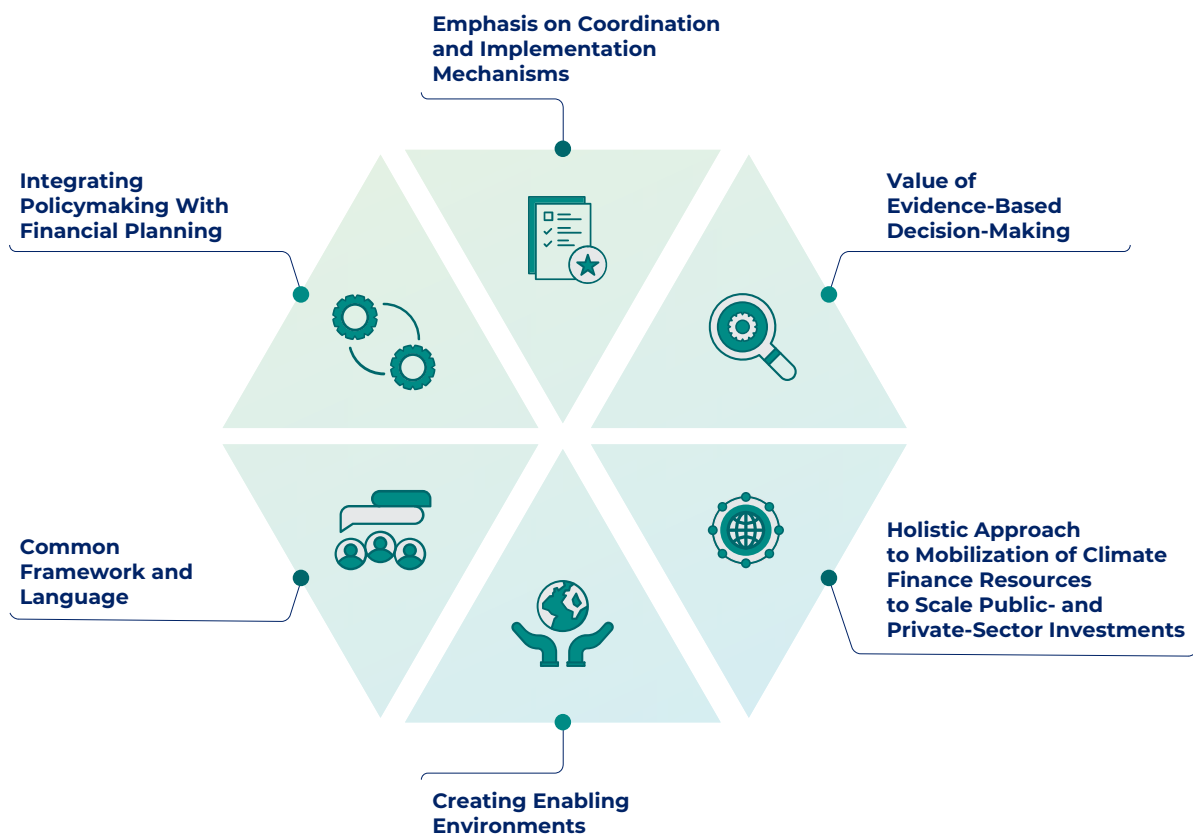 Emphasis on Coordination
and Implementation
Mechanisms
Integrating
Policymaking With
Financial Planning
Value of
Evidence-Based
Decision-Making
Common
Framework and
Language
Holistic Approach
to Mobilization of Climate
Finance Resources
to Scale Public- and
Private-Sector Investments
Creating Enabling
Environments